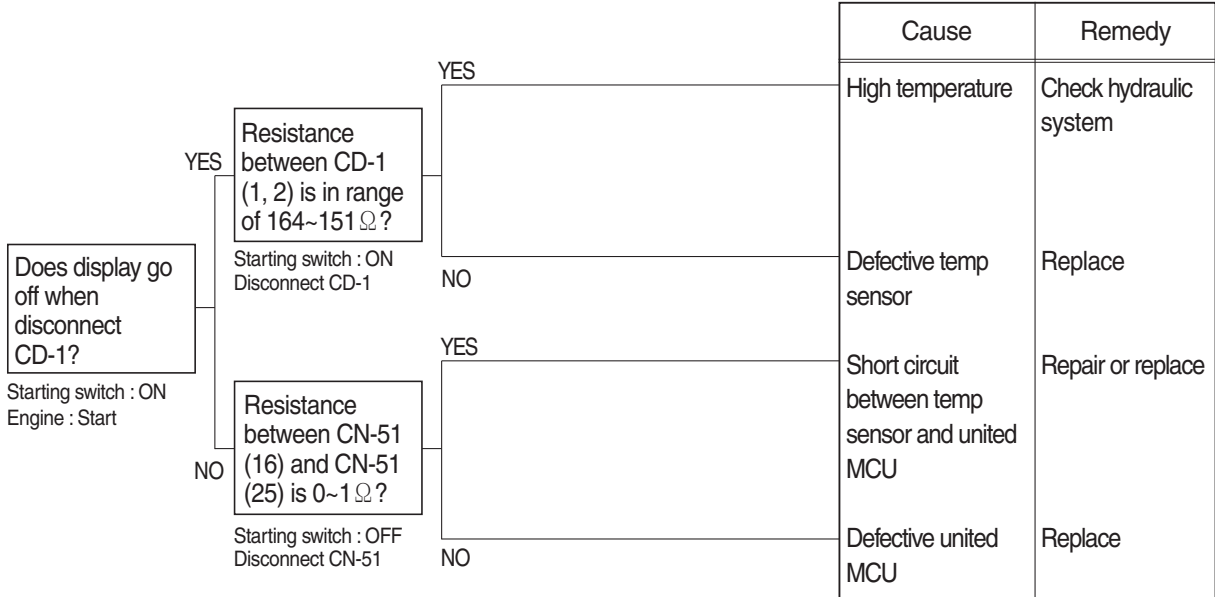 Does display go
off when
disconnect
CD-1?
Starting switch : ON
Engine : Start
YES
Resistance
between CD-1
(1, 2) is in range
of 164~151Ω?
Starting switch : ON
Disconnect CD-1
NO
Resistance
between CN-51
(16) and CN-51
(25) is 0~1Ω?
Starting switch : OFF
Disconnect CN-51
YES
NO
YES
NO
Cause
Remedy
High temperature
Check hydraulic
system
Defective temp
sensor
Replace
Short circuit
between temp
sensor and united
MCU
Repair or replace
Defective united
MCU
Replace